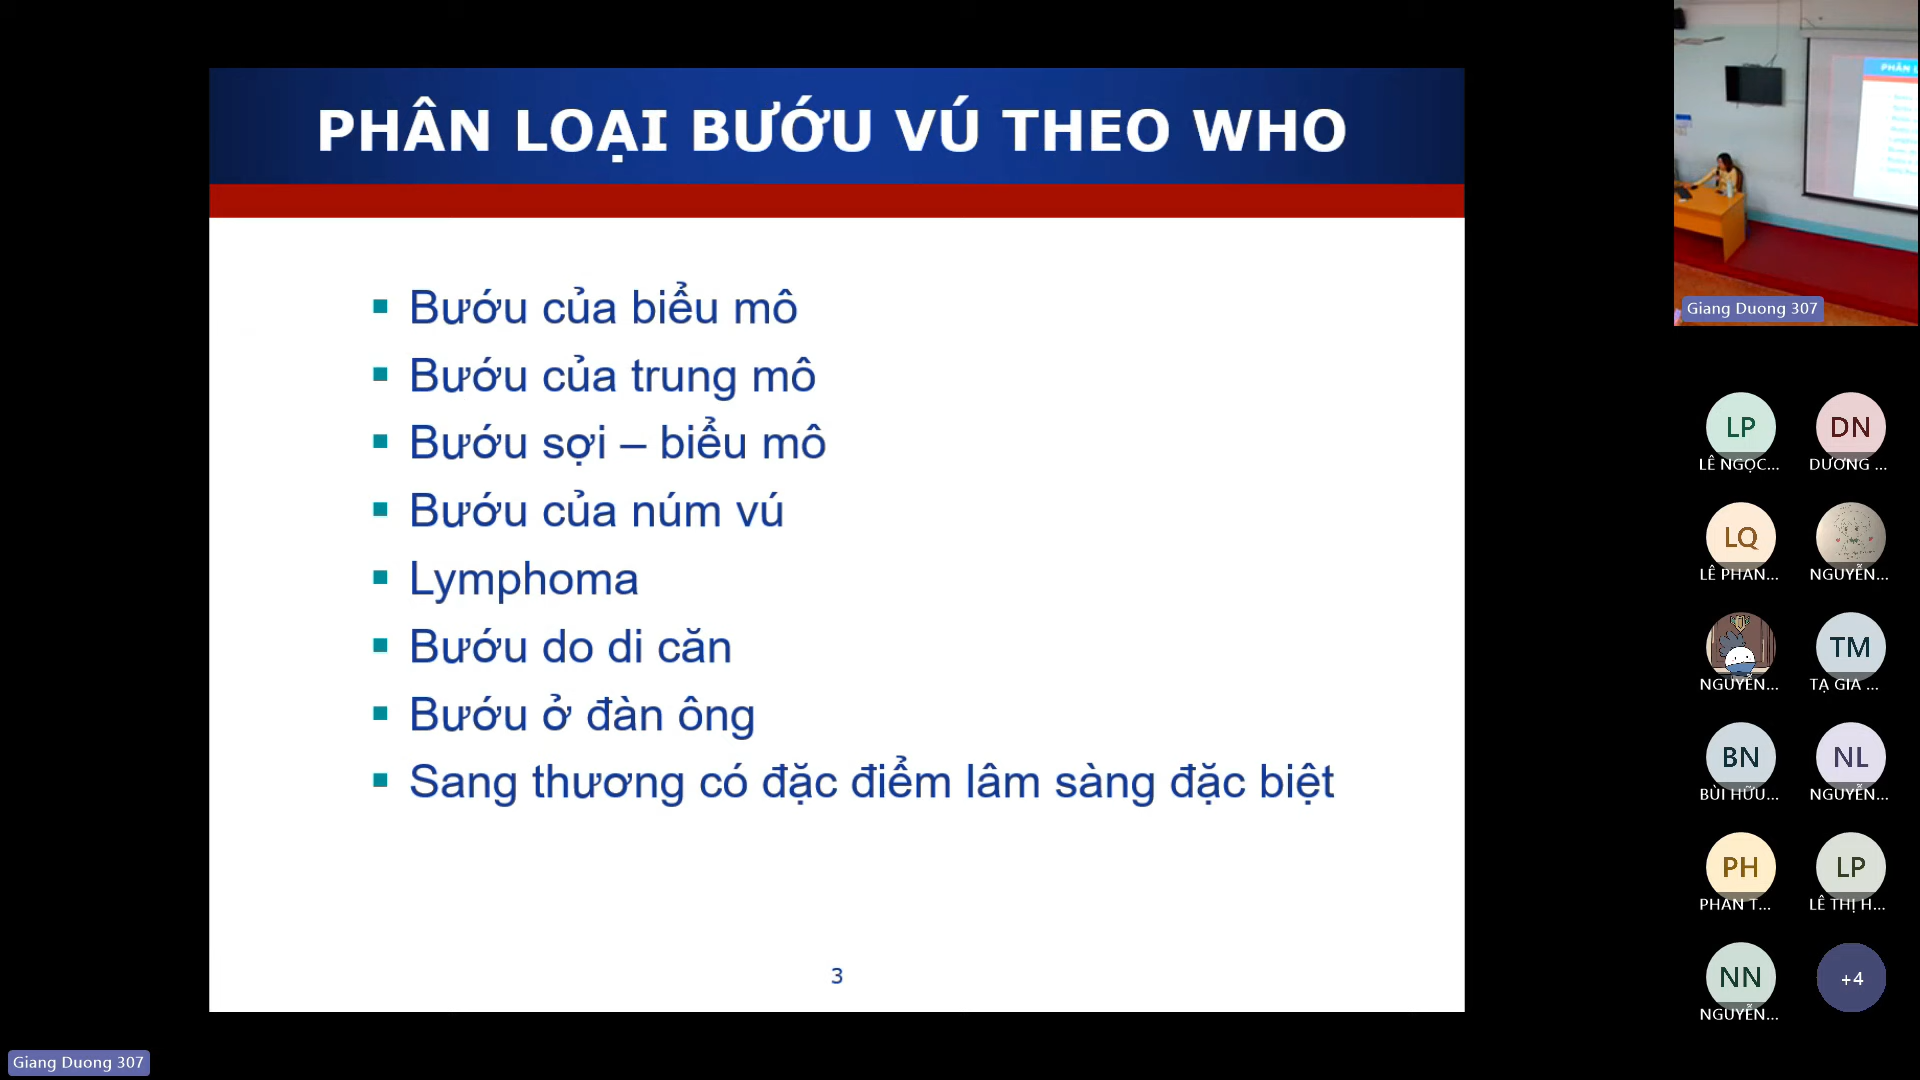 PHÂN LOẠI BƯỚU VÚ THEO WHO
Bướu của biểu mô
Bướu của trung mô
Bướu sợi – biểu mô
Bướu của núm vú
Lymphoma
Bướu do di căn
Bướu ở đàn ông
Sang thương có đặc điểm lâm sàng đặc biệt
3
Giang Duong 307
Giang Duong 307
LP
LÊ NGỌC...
DN
DƯƠNG ...
LQ
LÊ PHAN...
NGUYỄN...
NGUYỄN...
TM
TẠ GIA ...
BN
BÙI HỮU...
NL
NGUYỄN...
PH
PHAN T...
LP
LÊ THỊ H...
NN
NGUYỄN...
+4